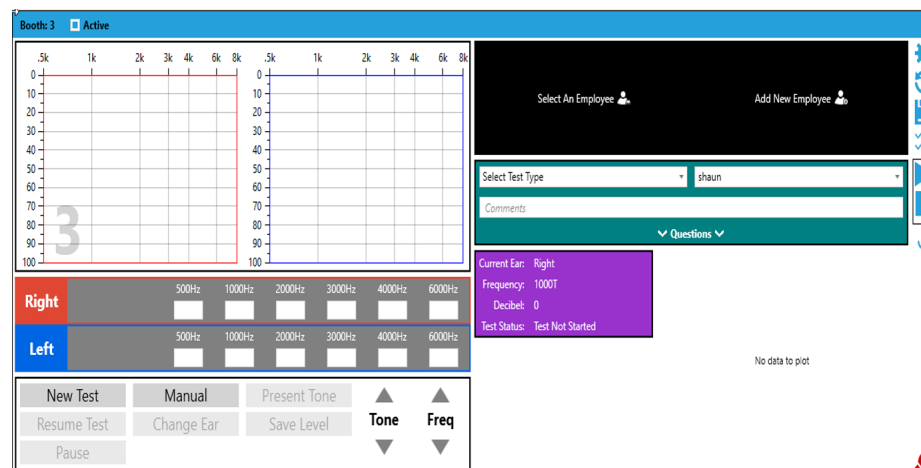 Booth: 3 Active
.5k 1k 2k 3k 4k 6k 8k
0
10
20
30
40
50
60
70
80
90
100
3
.5k 1k 2k 3k 4k 6k 8k
0
10
20
30
40
50
60
70
80
90
100
Select An Employee
Add New Employee
Select Test Type
shaun
Comments
Questions
Current Ear: Right
Frequency: 1000T
Decibel: 0
Test Status: Test Not Started
No data to plot
Right 500Hz 1000Hz 2000Hz 3000Hz 4000Hz 6000Hz
Left 500Hz 1000Hz 2000Hz 3000Hz 4000Hz 6000Hz
New Test Manual Present Tone
Resume Test Change Ear Save Level
Pause
Tone Freq